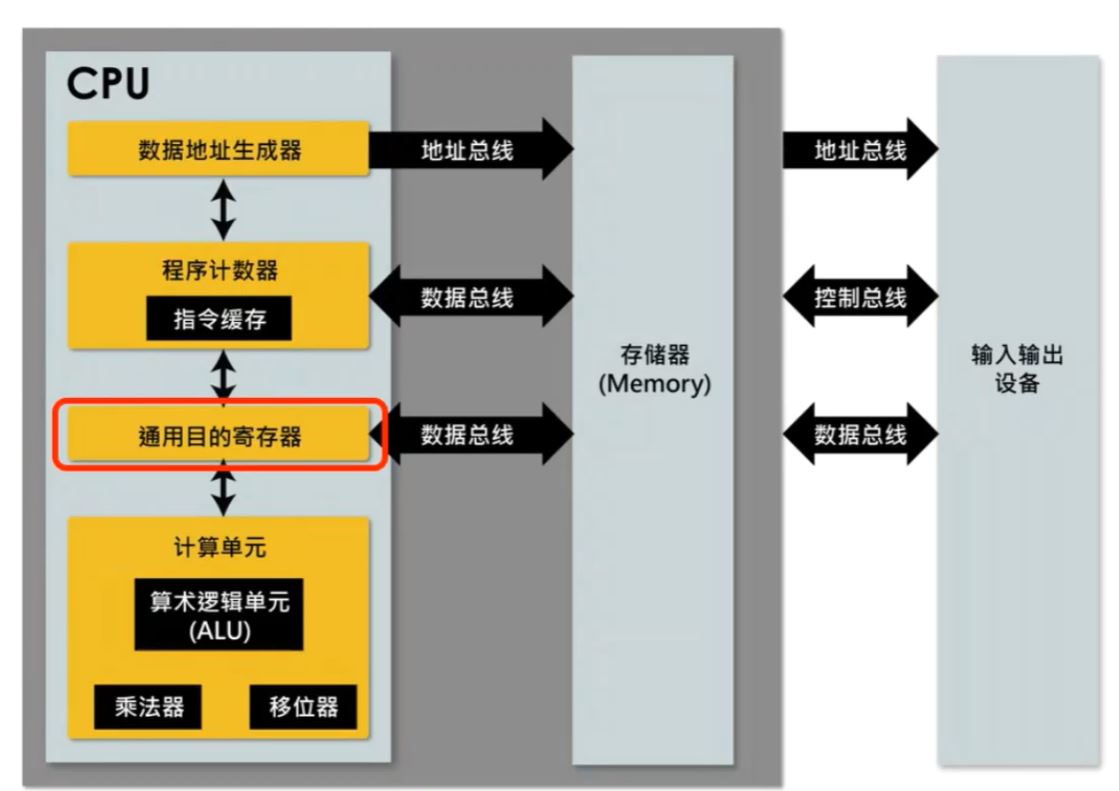 CPU
数据地址生成器
地址总线
地址总线
程序计数器
指令缓存
数据总线
控制总线
存储器
(Memory)
输入输出
设备
通用目的寄存器
数据总线
数据总线
计算单元
算术逻辑单元
(ALU)
乘法器
移位器